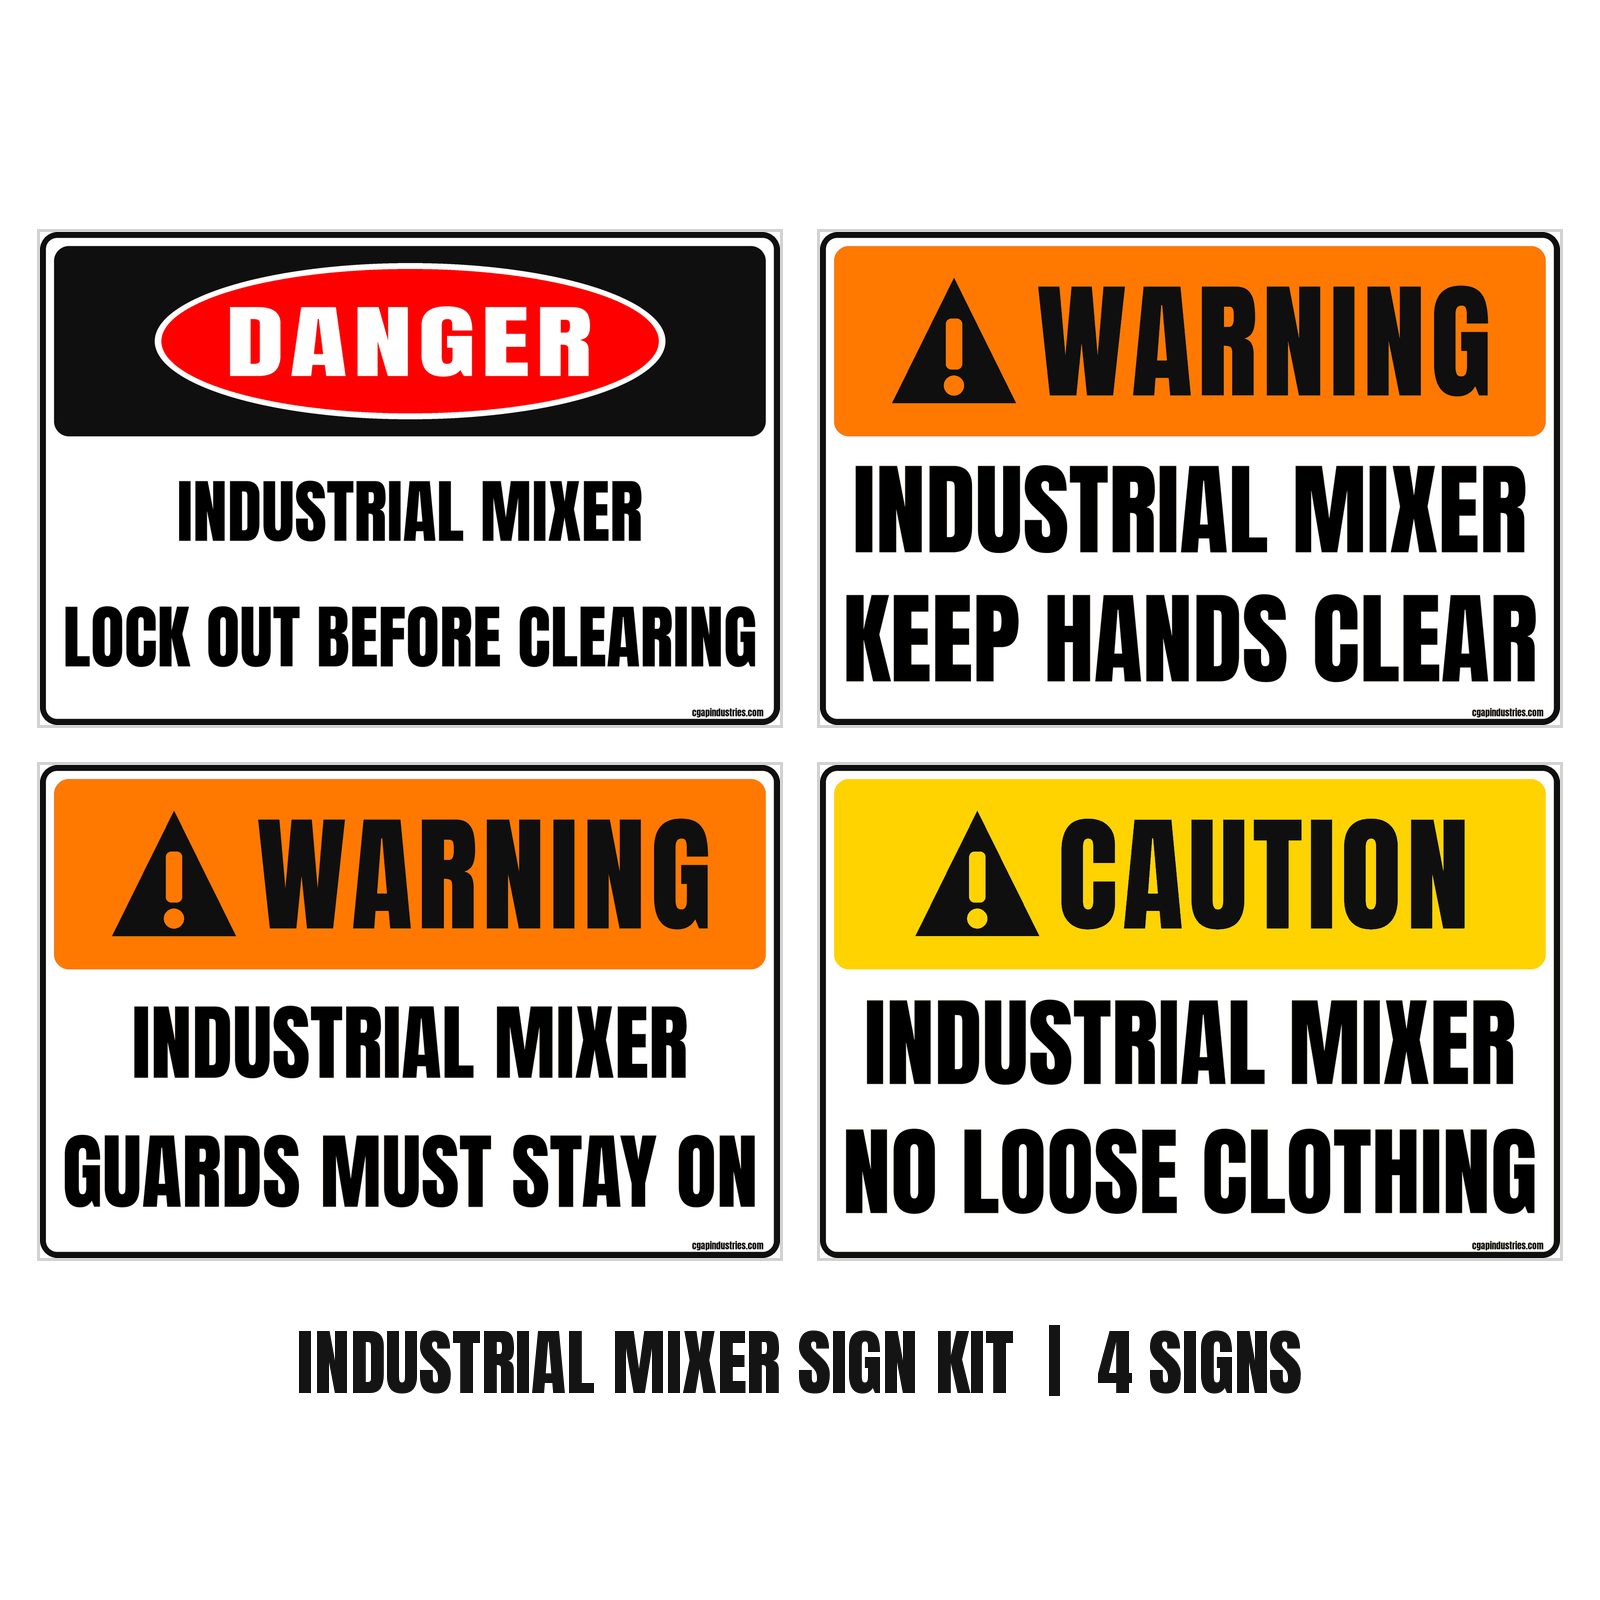 DANGER
INDUSTRIAL MIXER
LOCK OUT BEFORE CLEARING
cgapindustries.com
WARNING
INDUSTRIAL MIXER
KEEP HANDS CLEAR
cgapindustries.com
WARNING
INDUSTRIAL MIXER
GUARDS MUST STAY ON
cgapindustries.com
CAUTION
INDUSTRIAL MIXER
NO LOOSE CLOTHING
cgapindustries.com
INDUSTRIAL MIXER SIGN KIT | 4 SIGNS